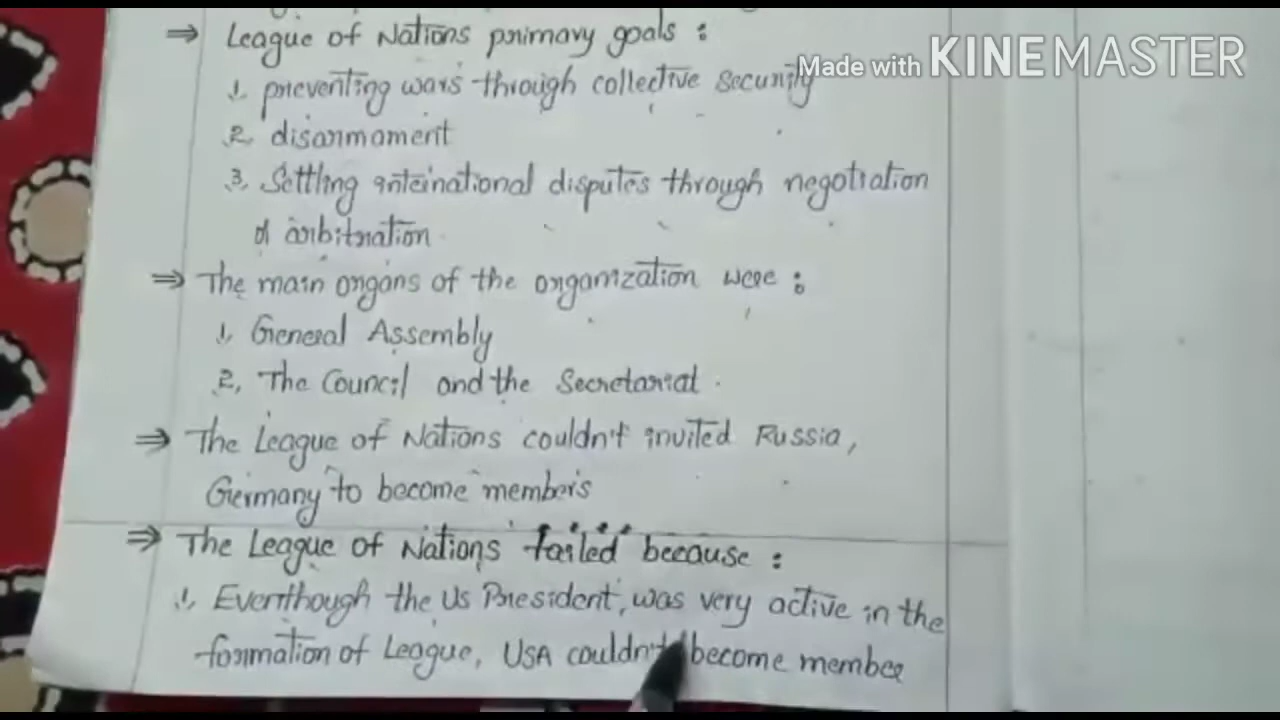 ⇒ League of Nations primary goals :
Made with KINEMASTER
1. preventing wars through collective security
2. disarmament
3. Settling international disputes through negotiation
of arbitration.
⇒ The main organs of the organization were :
1. General Assembly
2. The Council and the Secretariat.
⇒ The League of Nations couldn't invited Russia,
Germany to become members
⇒ The League of Nations failed because :
1. Eventhough the US President, was very active in the
formation of League, USA couldn't become member